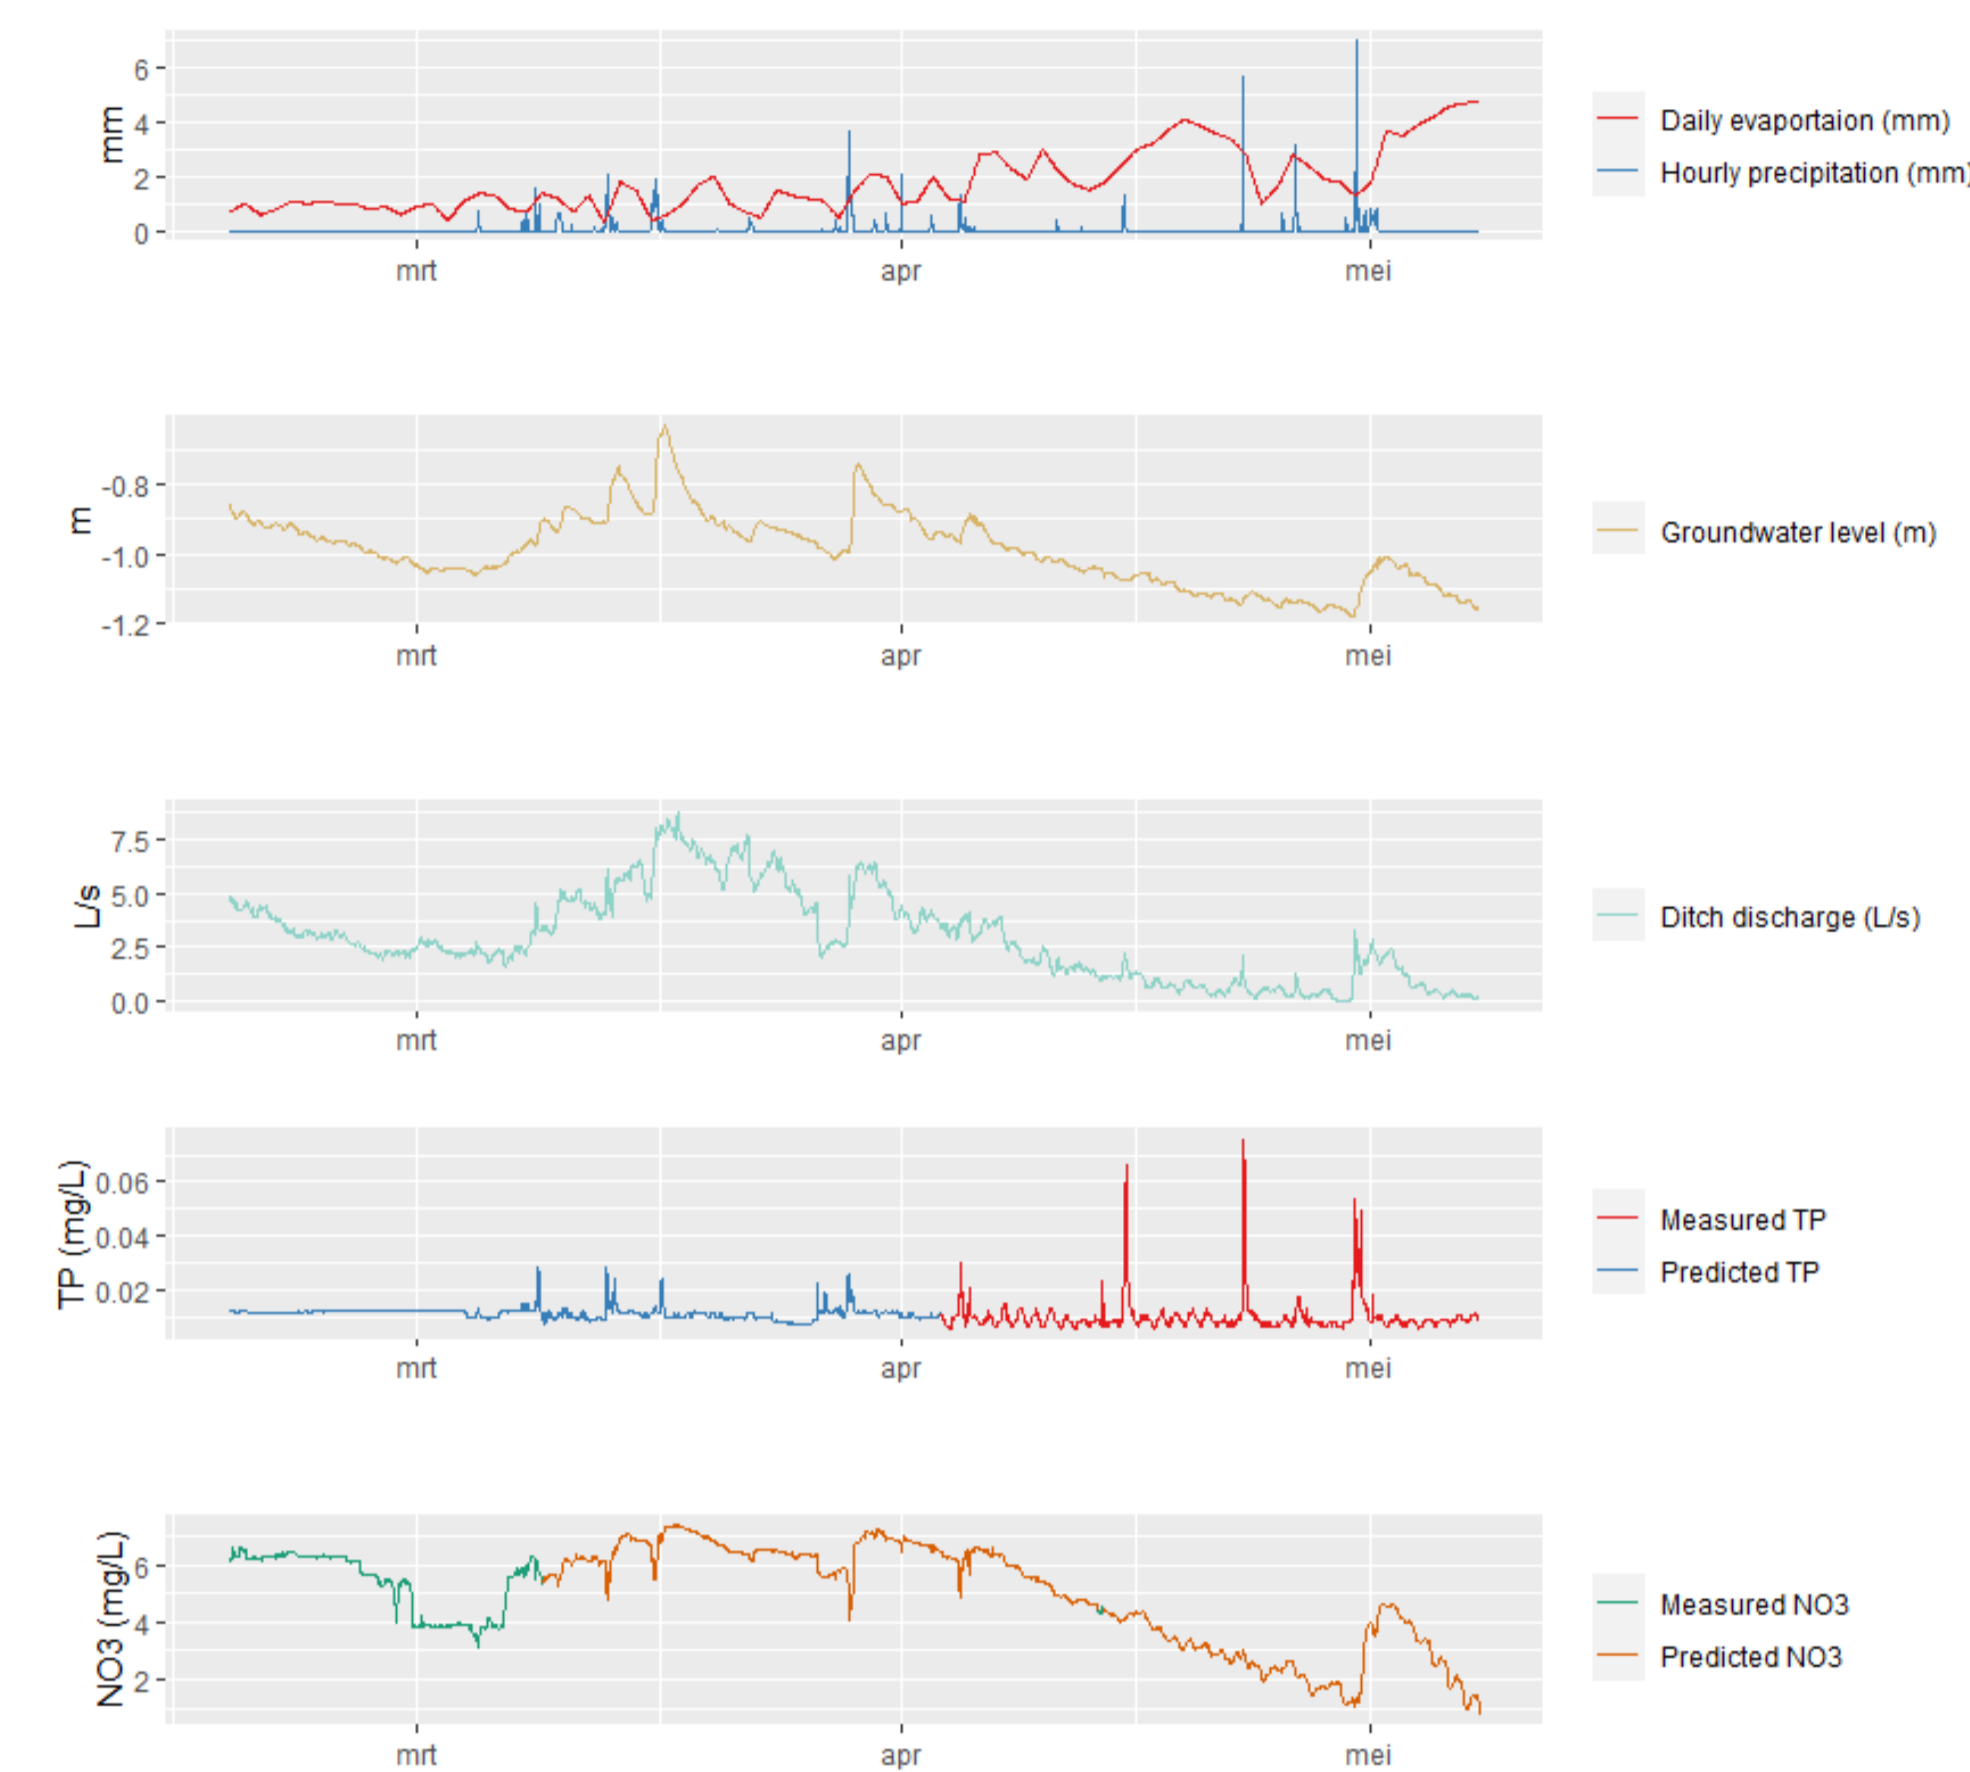 mm
6
4
2
0
mrt apr mei
Daily evaportaion (mm)
Hourly precipitation (mm)
m
-0.8
-1.0
-1.2
mrt apr mei
Groundwater level (m)
L/s
7.5
5.0
2.5
0.0
mrt apr mei
Ditch discharge (L/s)
TP (mg/L)
0.06
0.04
0.02
mrt apr mei
Measured TP
Predicted TP
NO3 (mg/L)
6
4
2
mrt apr mei
Measured NO3
Predicted NO3